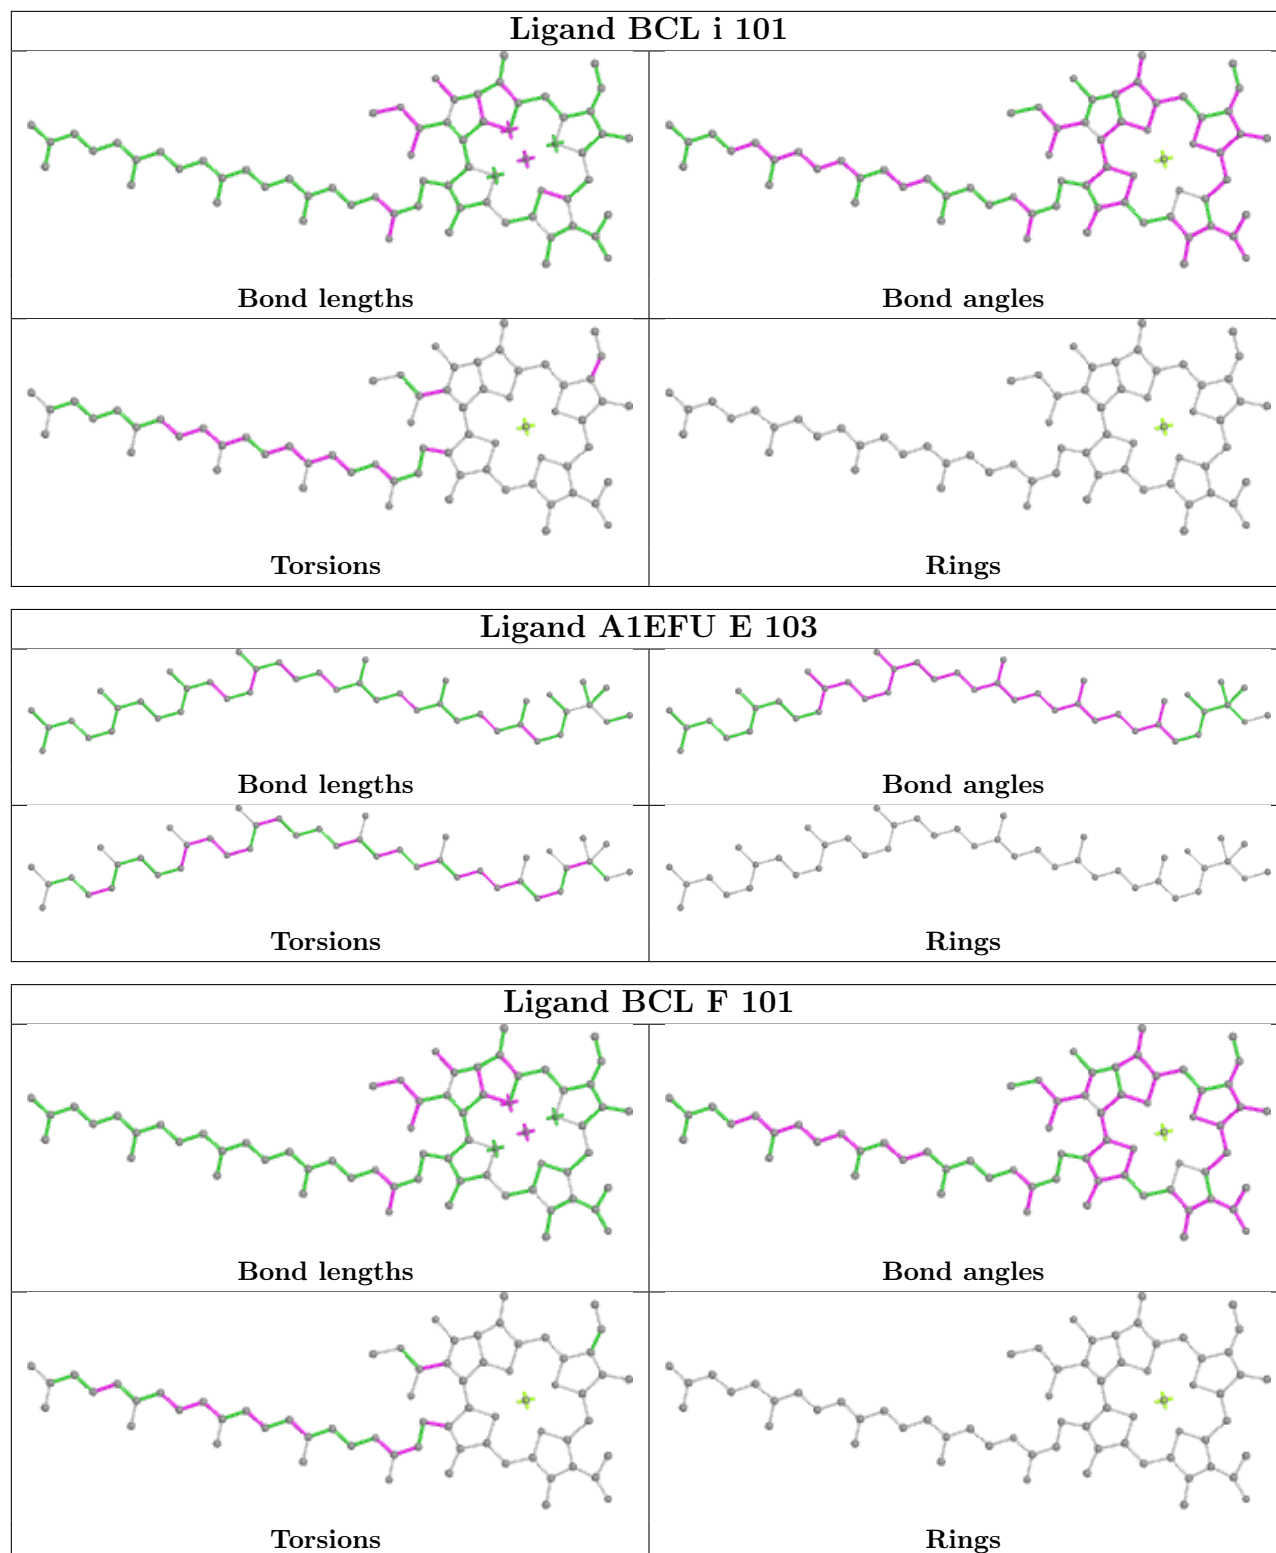 Ligand BCL i 101
Bond lengths
Bond angles
Torsions
Rings
Ligand A1EFU E 103
Bond lengths
Bond angles
Torsions
Rings
Ligand BCL F 101
Bond lengths
Bond angles
Torsions
Rings